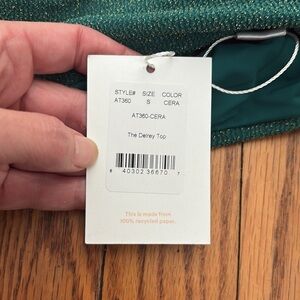 STYLE# SIZE COLOR
AT360 S CERA
AT360-CERA
The Delrey Top
8 40302 36670 7
This is made from
100% recycled paper.